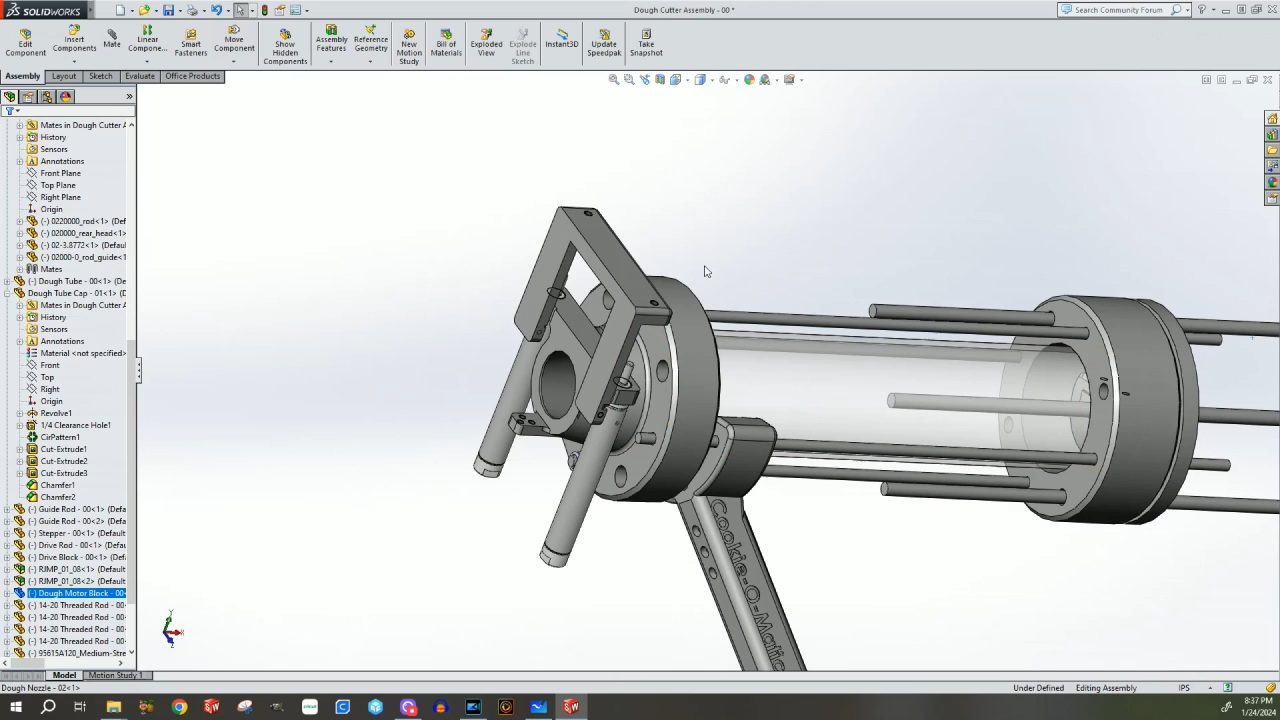 SOLIDWORKS
Dough Cutter Assembly - 00 *
Search Community Forum
Edit Component
Insert Components
Mate
Linear Compone...
Smart Fasteners
Move Component
Show Hidden Components
Assembly Features
Reference Geometry
New Motion Study
Bill of Materials
Exploded View
Explode Line Sketch
Instant3D
Update Speedpak
Take Snapshot
Assembly
Layout
Sketch
Evaluate
Office Products
Mates in Dough Cutter A
History
Sensors
Annotations
Front Plane
Top Plane
Right Plane
Origin
(-) 0220000_rod<1> (Def
(-) 020000_rear_head<1>
(-) 02-3.8772<1> (Default
(-) 02000-0_rod_guide<1
Mates
(-) Dough Tube - 00<1> (De
Dough Tube Cap - 01<1> (D
Mates in Dough Cutter A
History
Sensors
Annotations
Material <not specified>
Front
Top
Right
Origin
Revolve1
1/4 Clearance Hole1
CirPattern1
Cut-Extrude1
Cut-Extrude2
Cut-Extrude3
Chamfer1
Chamfer2
(-) Guide Rod - 00<1> (Defau
(-) Guide Rod - 00<2> (Defau
(-) Stepper - 00<1> (Default
(-) Drive Rod - 00<1> (Defau
(-) Drive Block - 00<1> (Defau
(-) RJMP_01_08<1> (Default
(-) RJMP_01_08<2> (Default
(-) Dough Motor Block - 00<
(-) 14-20 Threaded Rod - 00<
(-) 14-20 Threaded Rod - 00<
(-) 14-20 Threaded Rod - 00<
(-) 14-20 Threaded Rod - 00<
(-) 95615A120_Medium-Stre
Cookie-O-Matic
Model
Motion Study 1
Dough Nozzle - 02<1>
Under Defined
Editing Assembly
IPS
8:37 PM
1/24/2024